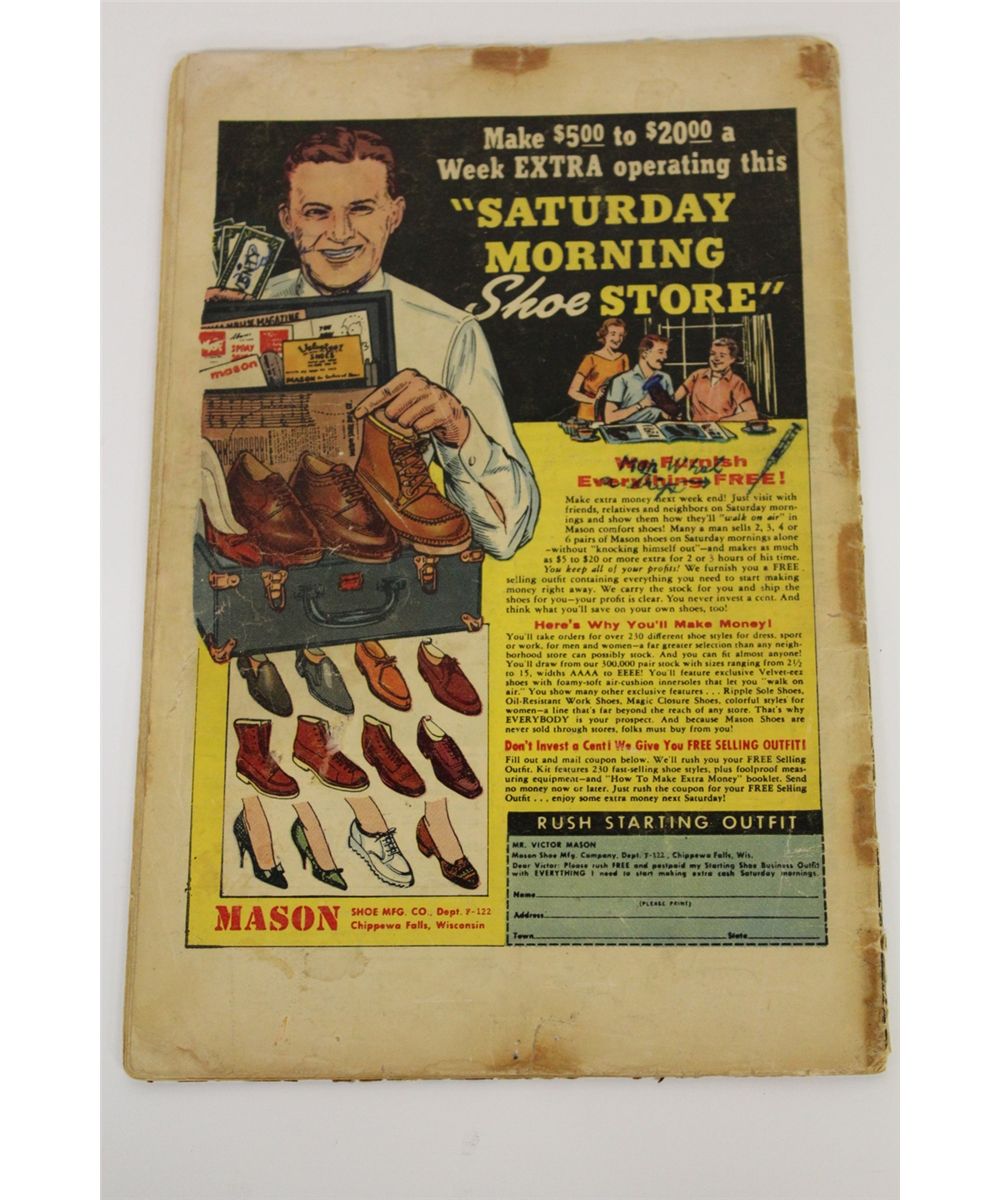 Make $5.00 to $20.00 a
Week EXTRA operating this
"SATURDAY
MORNING
Shoe STORE"
MAGAZINE
SPRAY
mason
Velveteez
SHOES
MASON
We Furnish
Everything FREE!
Make extra money next week end! Just visit with
friends, relatives and neighbors on Saturday morn-
ings and show them how they'll "walk on air" in
Mason comfort shoes! Many a man sells 2, 3, 4 or
6 pairs of Mason shoes on Saturday mornings alone
—without "knocking himself out"—and makes as much
as $5 to $20 or more extra for 2 or 3 hours of his time.
You keep all of your profits! We furnish you a FREE
selling outfit containing everything you need to start making
money right away. We carry the stock for you and ship the
shoes for you—your profit is clear. You never invest a cent. And
think what you'll save on your own shoes, too!
Here's Why You'll Make Money!
You'll take orders for over 230 different shoe styles for dress, sport
or work, for men and women—a far greater selection than any neigh-
borhood store can possibly stock. And you can fit almost anyone!
You'll draw from our 300,000 pair stock with sizes ranging from 2½
to 15, widths AAAA to EEEE! You'll feature exclusive Velvet-eez
shoes with foamy-soft air-cushion innersoles that let you "walk on
air." You show many other exclusive features . . . Ripple Sole Shoes,
Oil-Resistant Work Shoes, Magic Closure Shoes, colorful styles for
women—a line that's far beyond the reach of any store. That's why
EVERYBODY is your prospect. And because Mason Shoes are
never sold through stores, folks must buy from you!
Don't Invest a Cent! We Give You FREE SELLING OUTFIT!
Fill out and mail coupon below. We'll rush you your FREE Selling
Outfit. Kit features 230 fast-selling shoe styles, plus foolproof meas-
uring equipment—and "How To Make Extra Money" booklet. Send
no money now or later. Just rush the coupon for your FREE Selling
Outfit . . . enjoy some extra money next Saturday!
RUSH STARTING OUTFIT
MR. VICTOR MASON
Mason Shoe Mfg. Company, Dept. F-122, Chippewa Falls, Wis.
Dear Victor: Please rush FREE and postpaid my Starting Shoe Business Outfit
with EVERYTHING I need to start making extra cash Saturday mornings.
Name
(PLEASE PRINT)
Address
Town State
MASON SHOE MFG. CO., Dept. F-122
Chippewa Falls, Wisconsin